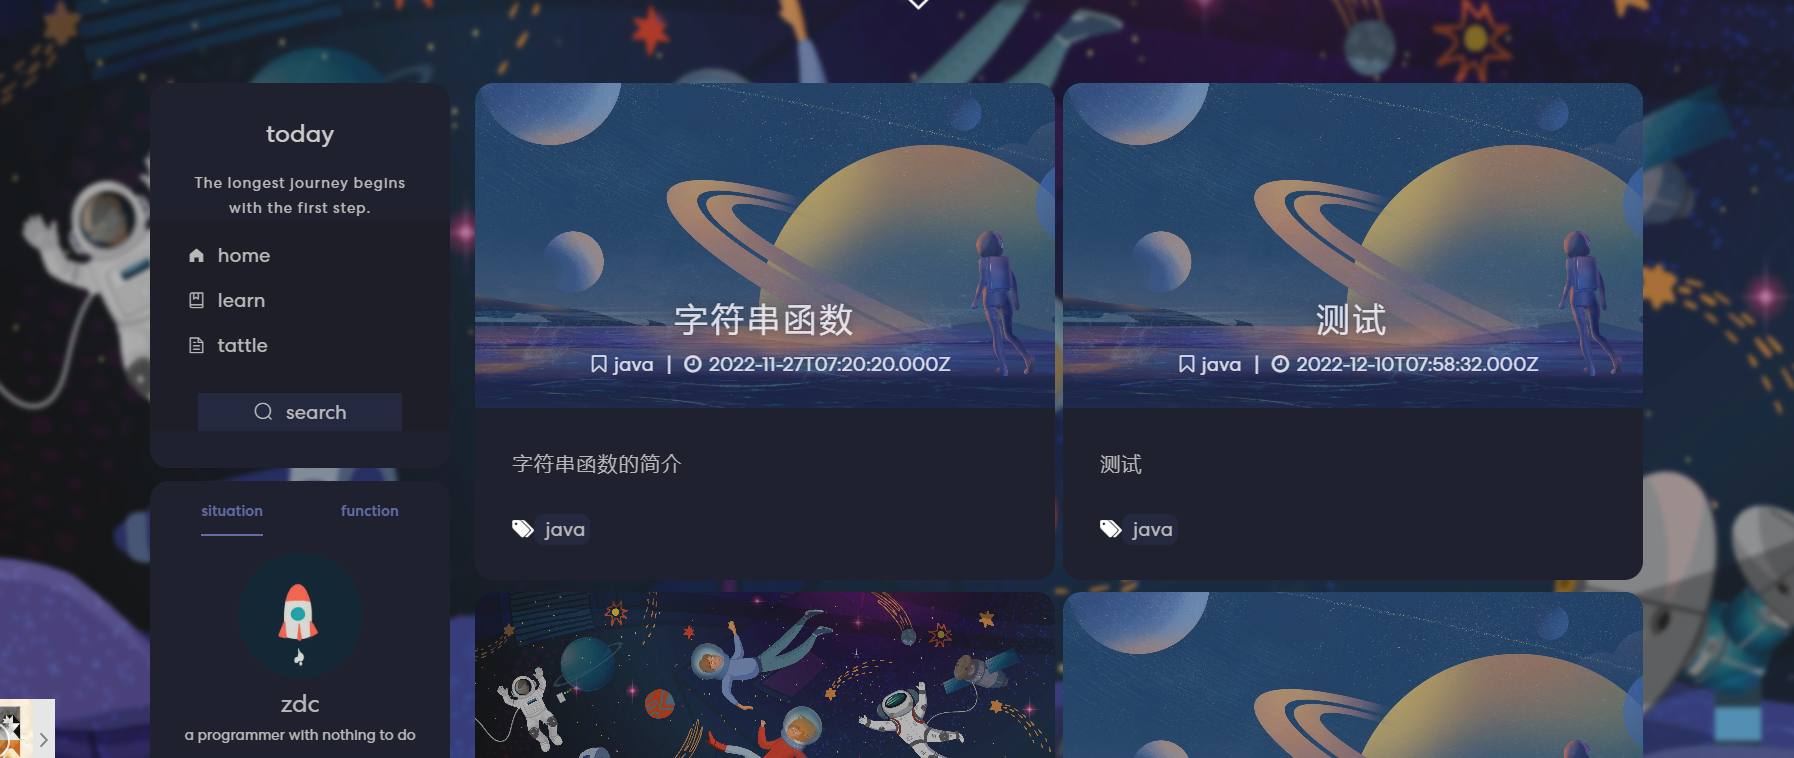 today
The longest journey begins
with the first step.
home
learn
tattle
search
situation function
zdc
a programmer with nothing to do
字符串函数
java | 2022-11-27T07:20:20.000Z
字符串函数的简介
java
测试
java | 2022-12-10T07:58:32.000Z
测试
java